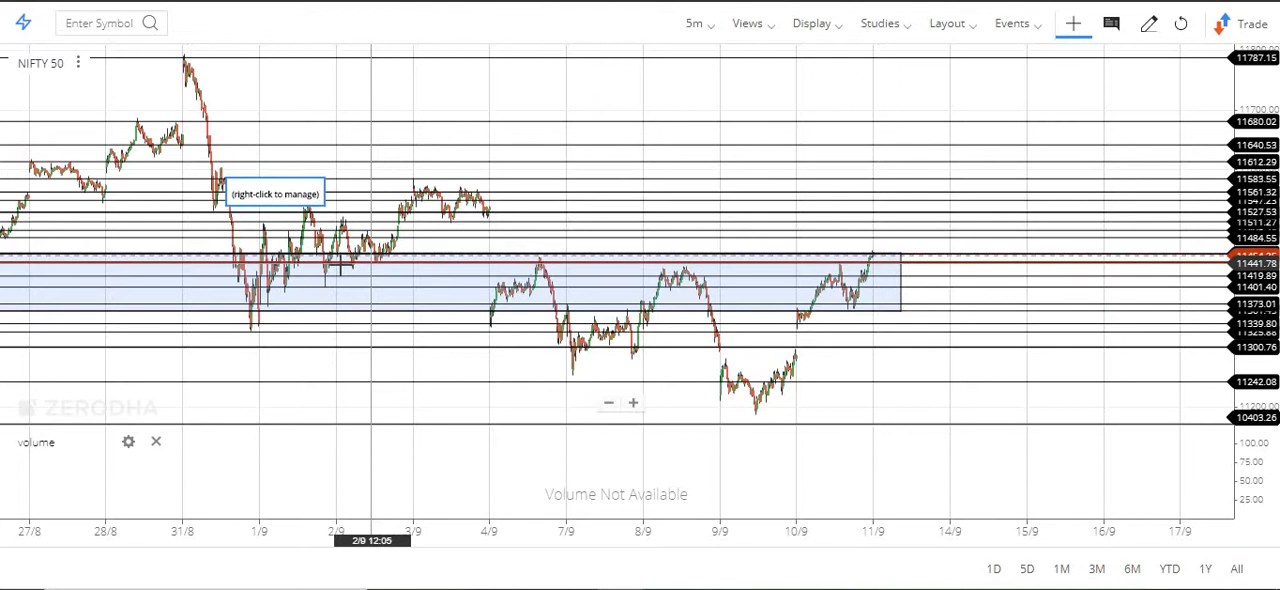 Enter Symbol
5m
Views
Display
Studies
Layout
Events
Trade
NIFTY 50
(right-click to manage)
11787.15
11700.00
11680.02
11640.53
11612.29
11583.55
11561.32
11527.53
11511.27
11484.55
11441.78
11419.89
11401.40
11373.01
11339.80
11300.76
11242.08
10403.26
ZERODHA
volume
100.00
75.00
50.00
25.00
Volume Not Available
27/8 28/8 31/8 1/9 2/9 3/9 4/9 7/9 8/9 9/9 10/9 11/9 14/9 15/9 16/9 17/9
2/9 12:05
1D 5D 1M 3M 6M YTD 1Y All